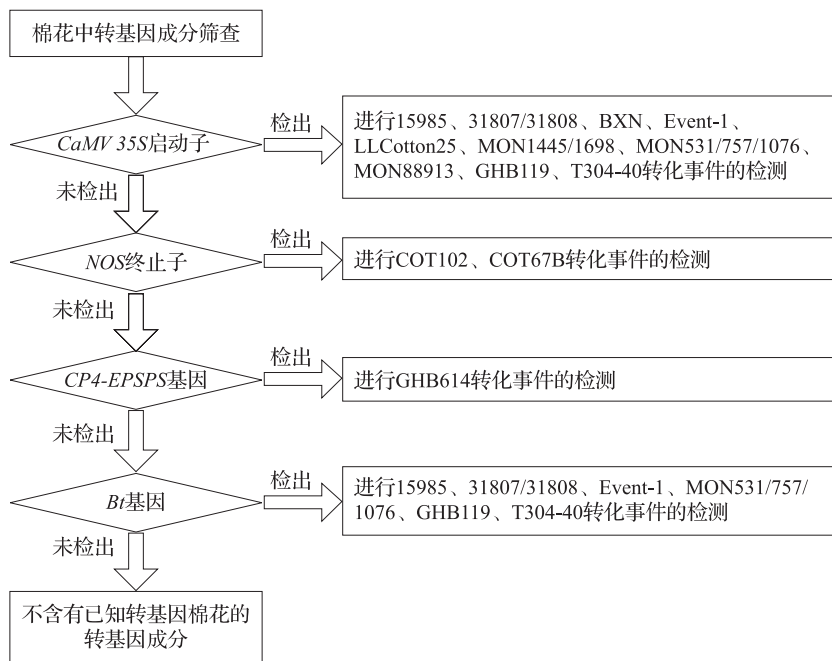 棉花中转基因成分筛查
CaMV 35S启动子
检出
进行15985、31807/31808、BXN、Event-1、
LLCotton25、MON1445/1698、MON531/757/1076、
MON88913、GHB119、T304-40转化事件的检测
未检出
NOS终止子
检出
进行COT102、COT67B转化事件的检测
未检出
CP4-EPSPS基因
检出
进行GHB614转化事件的检测
未检出
Bt基因
检出
进行15985、31807/31808、Event-1、MON531/757/
1076、GHB119、T304-40转化事件的检测
未检出
不含有已知转基因棉花的
转基因成分